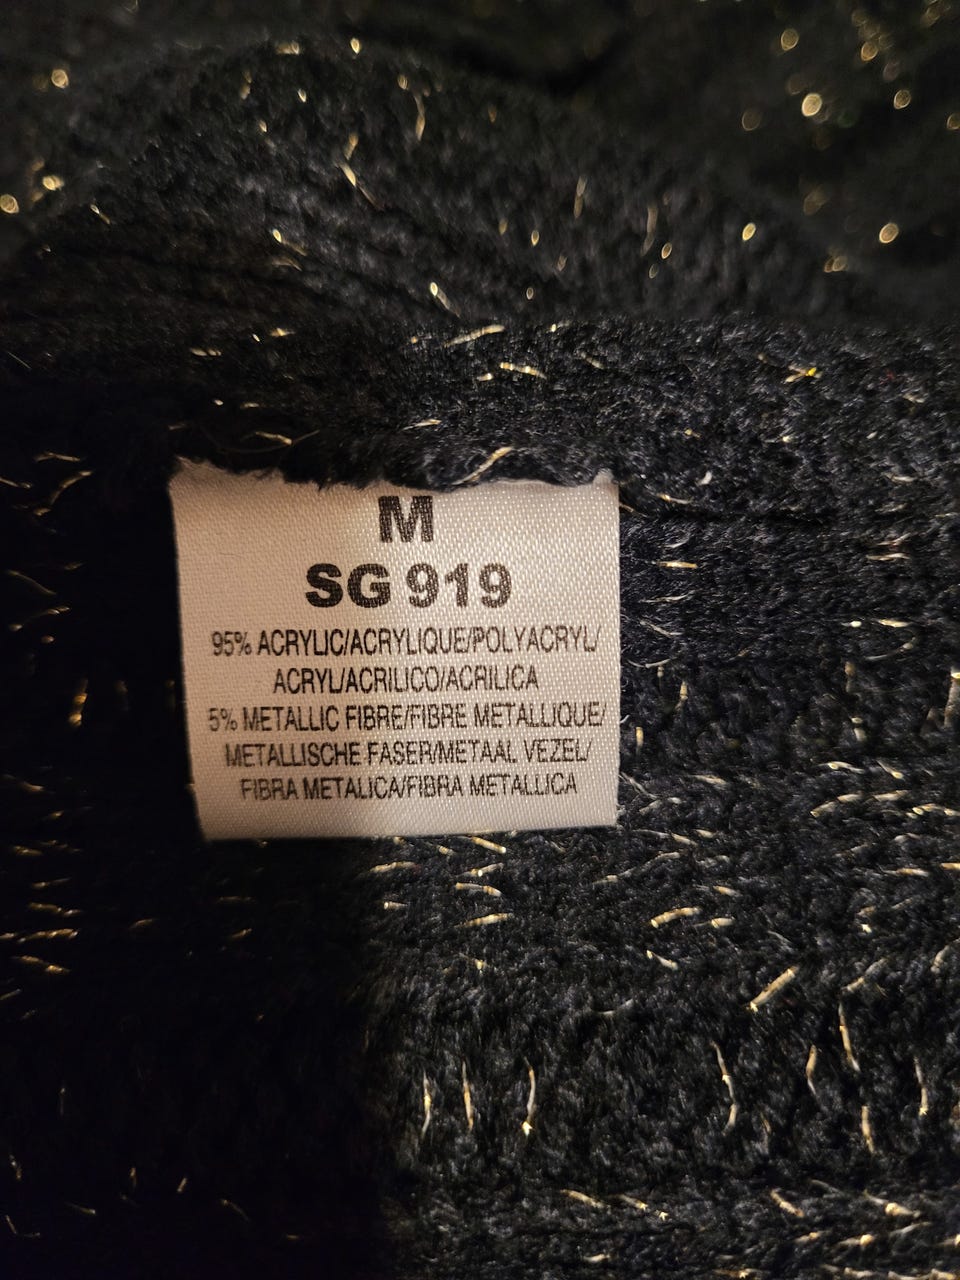 M
SG 919
95% ACRYLIC/ACRYLIQUE/POLYACRYL/
ACRYL/ACRILICO/ACRILICA
5% METALLIC FIBRE/FIBRE METALLIQUE/
METALLISCHE FASER/METAAL VEZEL/
FIBRA METALICA/FIBRA METALLICA